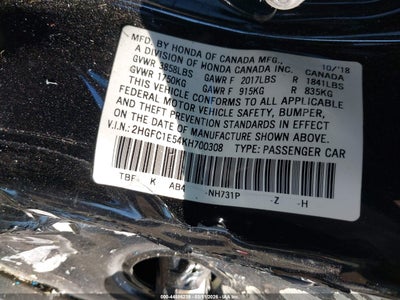 MFD. BY HONDA OF CANADA MFG.,
A DIVISION OF HONDA CANADA INC. 10/'18
GVWR 3858LBS GAWR F 2017LBS CANADA
GVWR 1750KG GAWR F 915KG R 1841LBS
R 835KG
THIS VEHICLE CONFORMS TO ALL APPLICABLE
FEDERAL MOTOR VEHICLE SAFETY, BUMPER,
AND THEFT PREVENTION STANDARDS IN EFFECT
ON THE DATE OF MANUFACTURE SHOWN ABOVE.
V.I.N.: 2HGFC1E54KH700308 TYPE: PASSENGER CAR
TBF- K AB4 -NH731P -Z -H